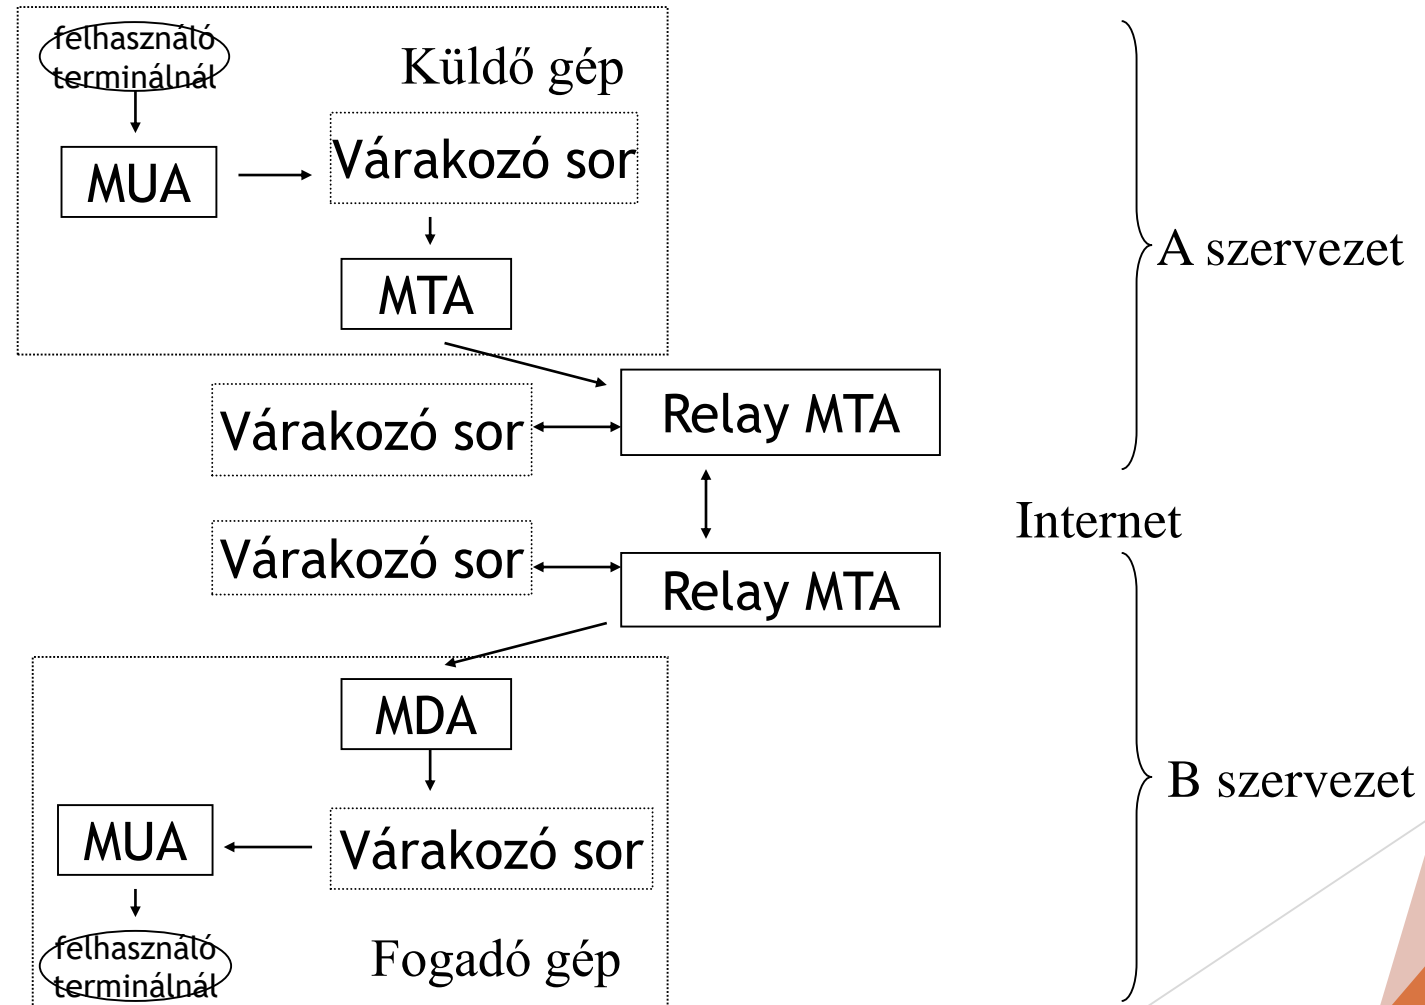 felhasználó
terminálnál
Küldő gép
MUA
Várakozó sor
MTA
A szervezet
Várakozó sor
Relay MTA
Internet
Várakozó sor
Relay MTA
MDA
B szervezet
MUA
Várakozó sor
felhasználó
terminálnál
Fogadó gép